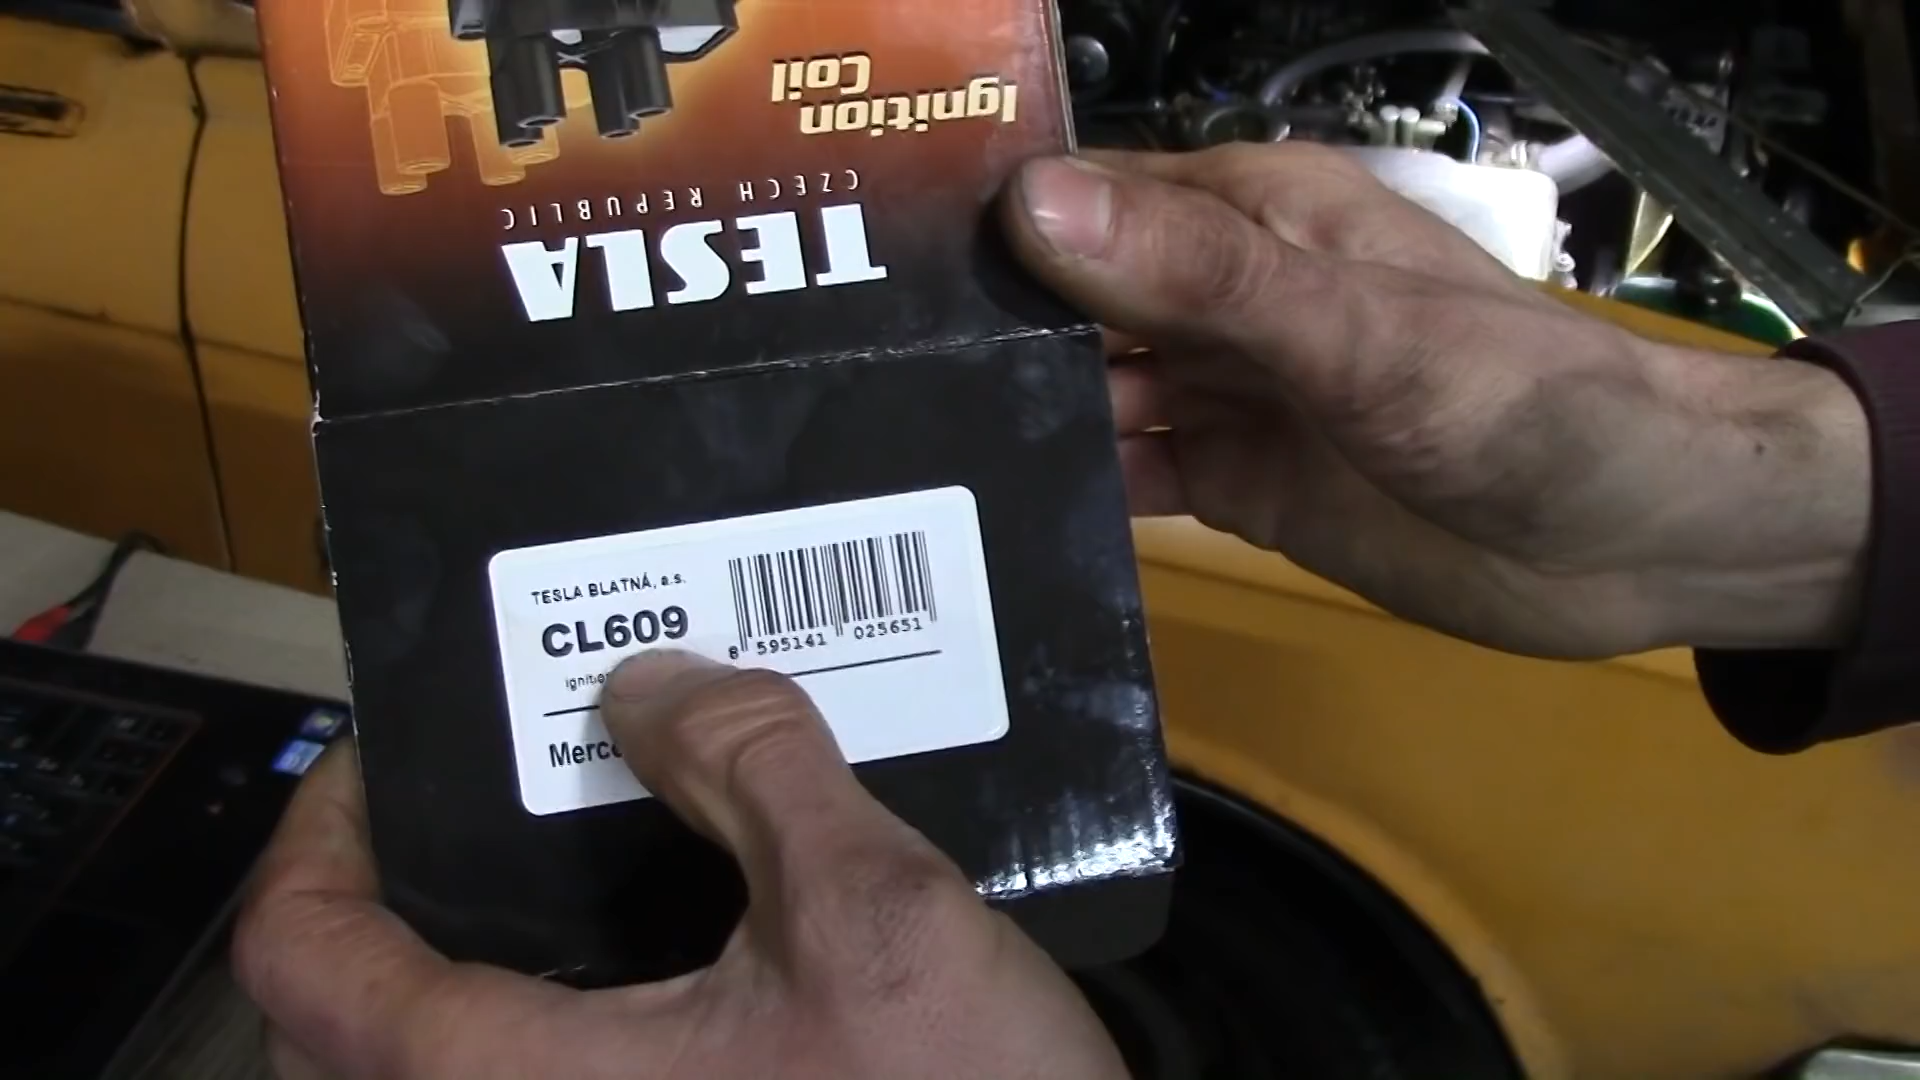 Ignition
Coil
CZECH REPUBLIC
TESLA
TESLA BLATNÁ, a.s.
CL609
8 595141 025651